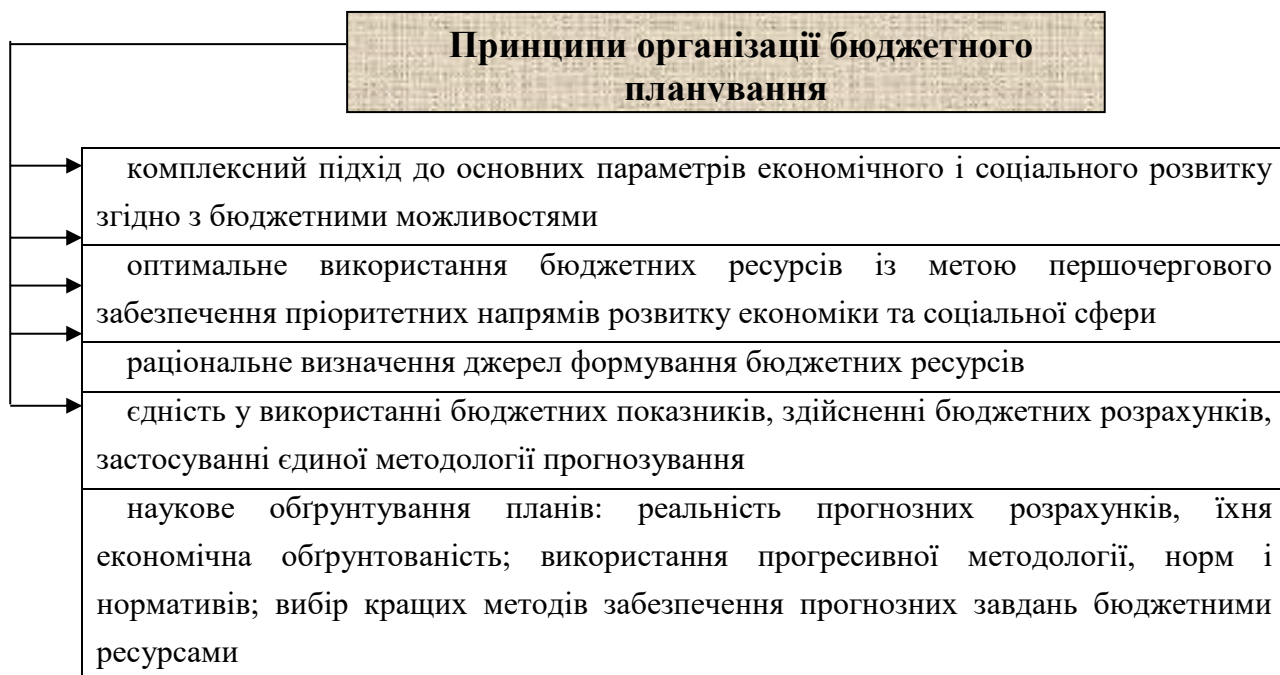 Принципи організації бюджетного
планування
комплексний підхід до основних параметрів економічного і соціального розвитку
згідно з бюджетними можливостями
оптимальне використання бюджетних ресурсів із метою першочергового
забезпечення пріоритетних напрямів розвитку економіки та соціальної сфери
раціональне визначення джерел формування бюджетних ресурсів
єдність у використанні бюджетних показників, здійсненні бюджетних розрахунків,
застосуванні єдиної методології прогнозування
наукове обґрунтування планів: реальність прогнозних розрахунків, їхня
економічна обґрунтованість; використання прогресивної методології, норм і
нормативів; вибір кращих методів забезпечення прогнозних завдань бюджетними
ресурсами